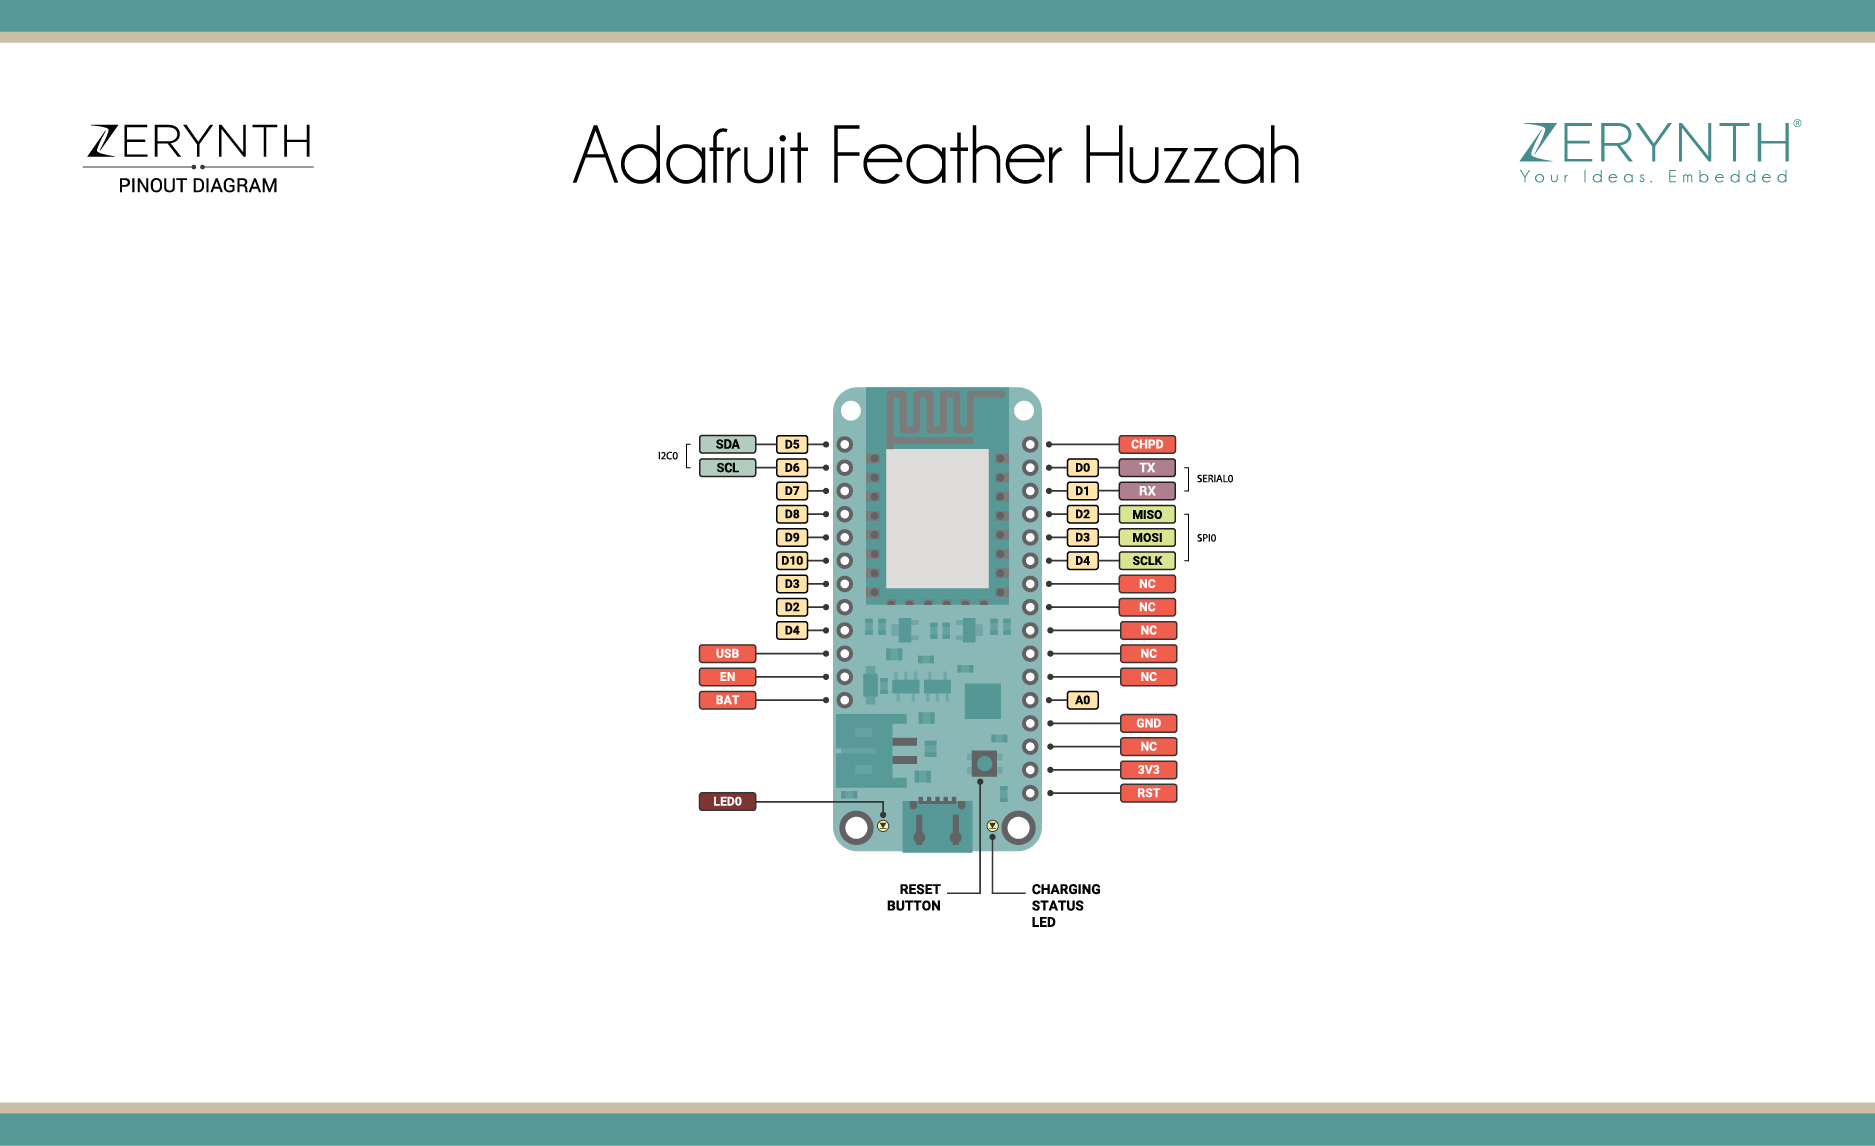 ZERYNTH
PINOUT DIAGRAM
Adafruit Feather Huzzah
ZERYNTH®
Your Ideas. Embedded
I2C0
SDA D5
SCL D6
D7
D8
D9
D10
D3
D2
D4
USB
EN
BAT
LED0
CHPD
D0 TX
D1 RX
SERIAL0
D2 MISO
D3 MOSI
D4 SCLK
SPI0
NC
NC
NC
NC
NC
A0
GND
NC
3V3
RST
RESET
BUTTON
CHARGING
STATUS
LED